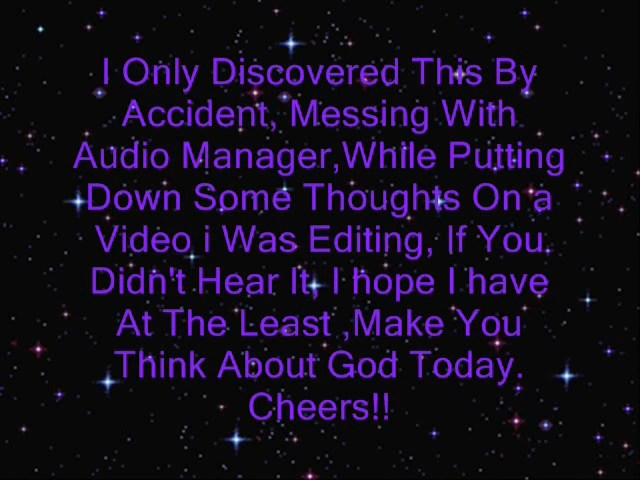 I Only Discovered This By
Accident, Messing With
Audio Manager,While Putting
Down Some Thoughts On a
Video i Was Editing, If You
Didn't Hear It, I hope I have
At The Least ,Make You
Think About God Today.
Cheers!!